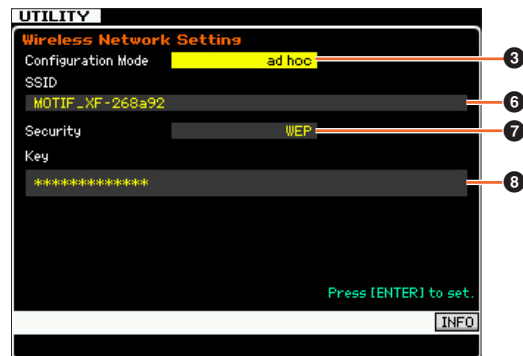 UTILITY
Wireless Network Setting
Configuration Mode ad hoc 3
SSID
MOTIF_XF-268a92 6
Security WEP 7
Key
************* 8
Press [ENTER] to set.
INFO